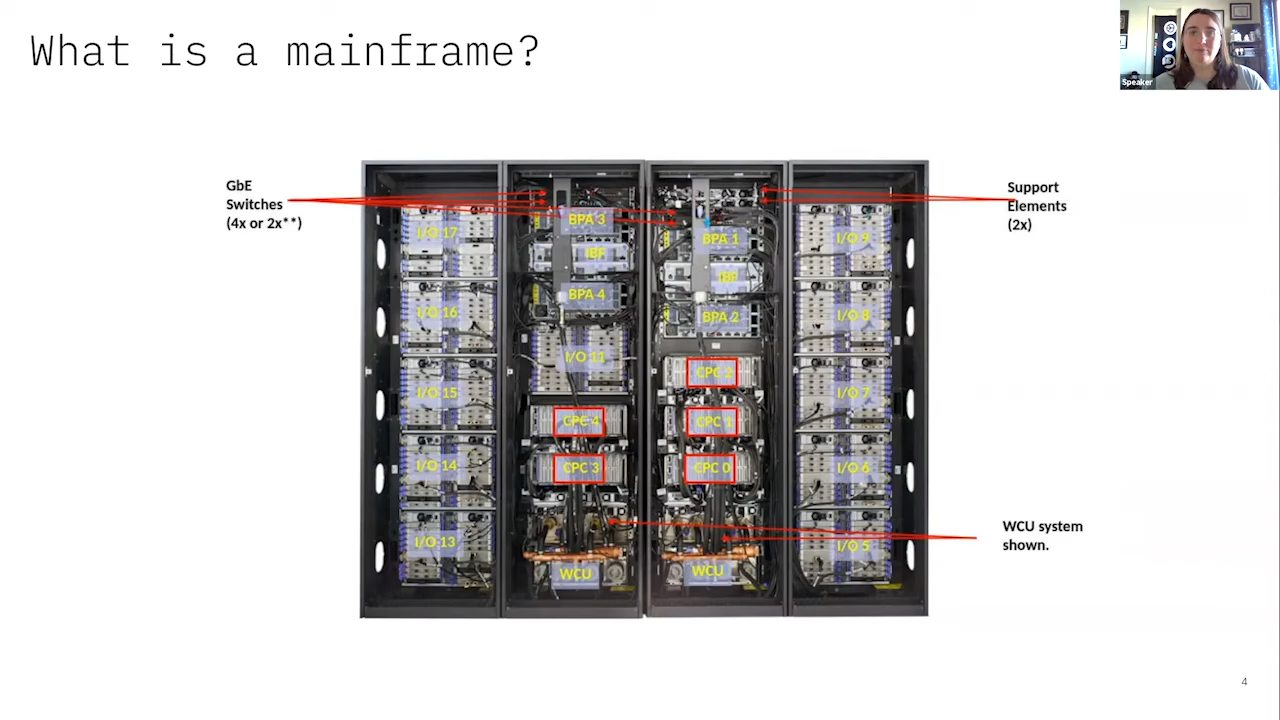 What is a mainframe?
Speaker
GbE
Switches
(4x or 2x**)
Support
Elements
(2x)
I/O 17
I/O 16
I/O 15
I/O 14
I/O 13
BPA 3
IBF
BPA 4
I/O 11
CPC 4
CPC 3
WCU
BPA 1
IBF
BPA 2
CPC 2
CPC 1
CPC 0
WCU
I/O 9
I/O 8
I/O 7
I/O 6
I/O 5
WCU system
shown.
4